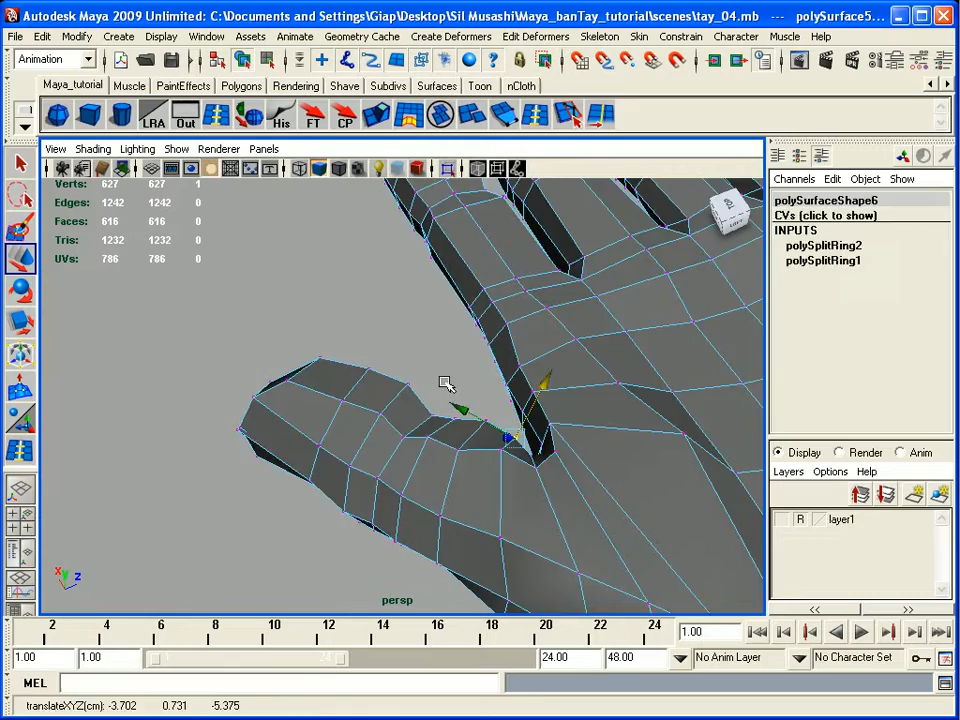 Autodesk Maya 2009 Unlimited: C:\Documents and Settings\Giap\Desktop\Sil Musashi\Maya_banTay_tutorial\scenes\tay_04.mb --- polySurface5...
File Edit Modify Create Display Window Assets Animate Geometry Cache Create Deformers Edit Deformers Skeleton Skin Constrain Character Muscle Help
Animation
Maya_tutorial Muscle PaintEffects Polygons Rendering Shave Subdivs Surfaces Toon nCloth
LRA Out His FT CP
View Shading Lighting Show Renderer Panels
Channels Edit Object Show
Verts: 627 627 1
Edges: 1242 1242 0
Faces: 616 616 0
Tris: 1232 1232 0
UVs: 786 786 0
polySurfaceShape6
CVs (click to show)
INPUTS
polySplitRing2
polySplitRing1
Display Render Anim
Layers Options Help
R layer1
x y z
persp
<< >>
2 4 6 8 10 12 14 16 18 20 22 24 1.00
1.00 1.00 24.00 48.00 No Anim Layer No Character Set
MEL
translateXYZ(cm): -3.702 0.731 -5.375